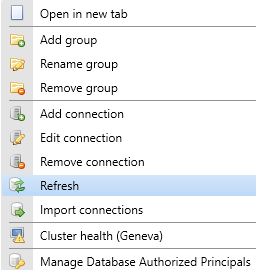 Open in new tab
Add group
Rename group
Remove group
Add connection
Edit connection
Remove connection
Refresh
Import connections
Cluster health (Geneva)
Manage Database Authorized Principals